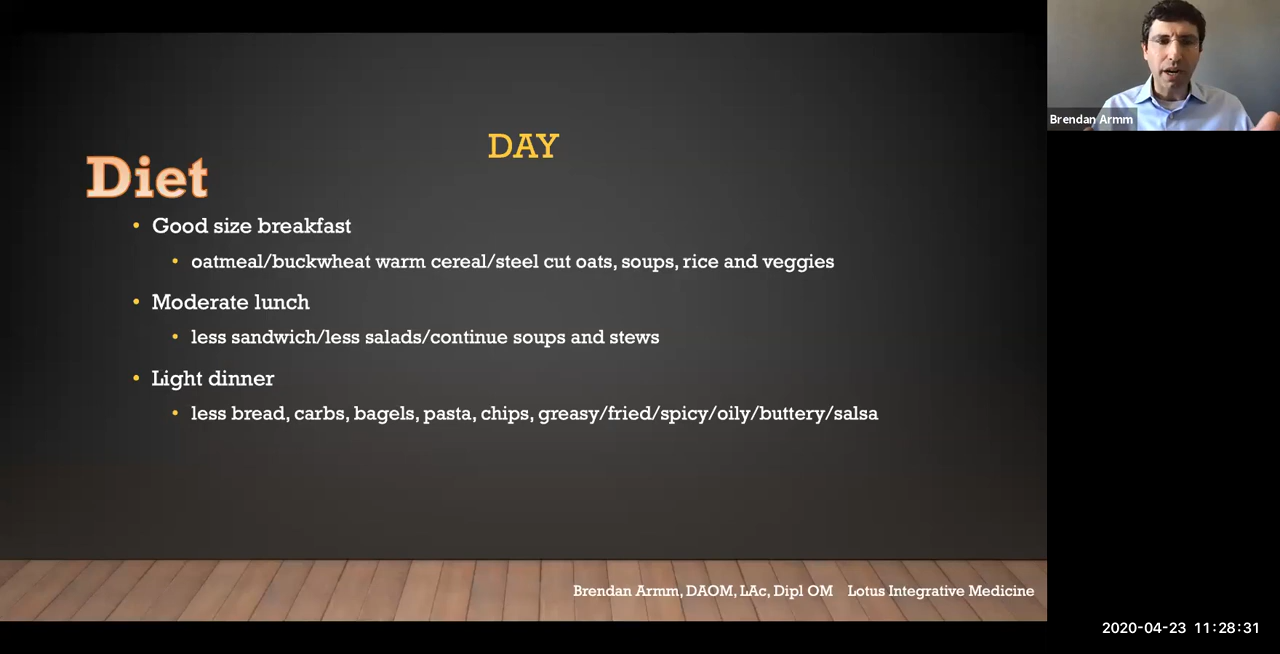 Brendan Armm
DAY
Diet
• Good size breakfast
• oatmeal/buckwheat warm cereal/steel cut oats, soups, rice and veggies
• Moderate lunch
• less sandwich/less salads/continue soups and stews
• Light dinner
• less bread, carbs, bagels, pasta, chips, greasy/fried/spicy/oily/buttery/salsa
Brendan Armm, DAOM, LAc, Dipl OM Lotus Integrative Medicine
2020-04-23 11:28:31